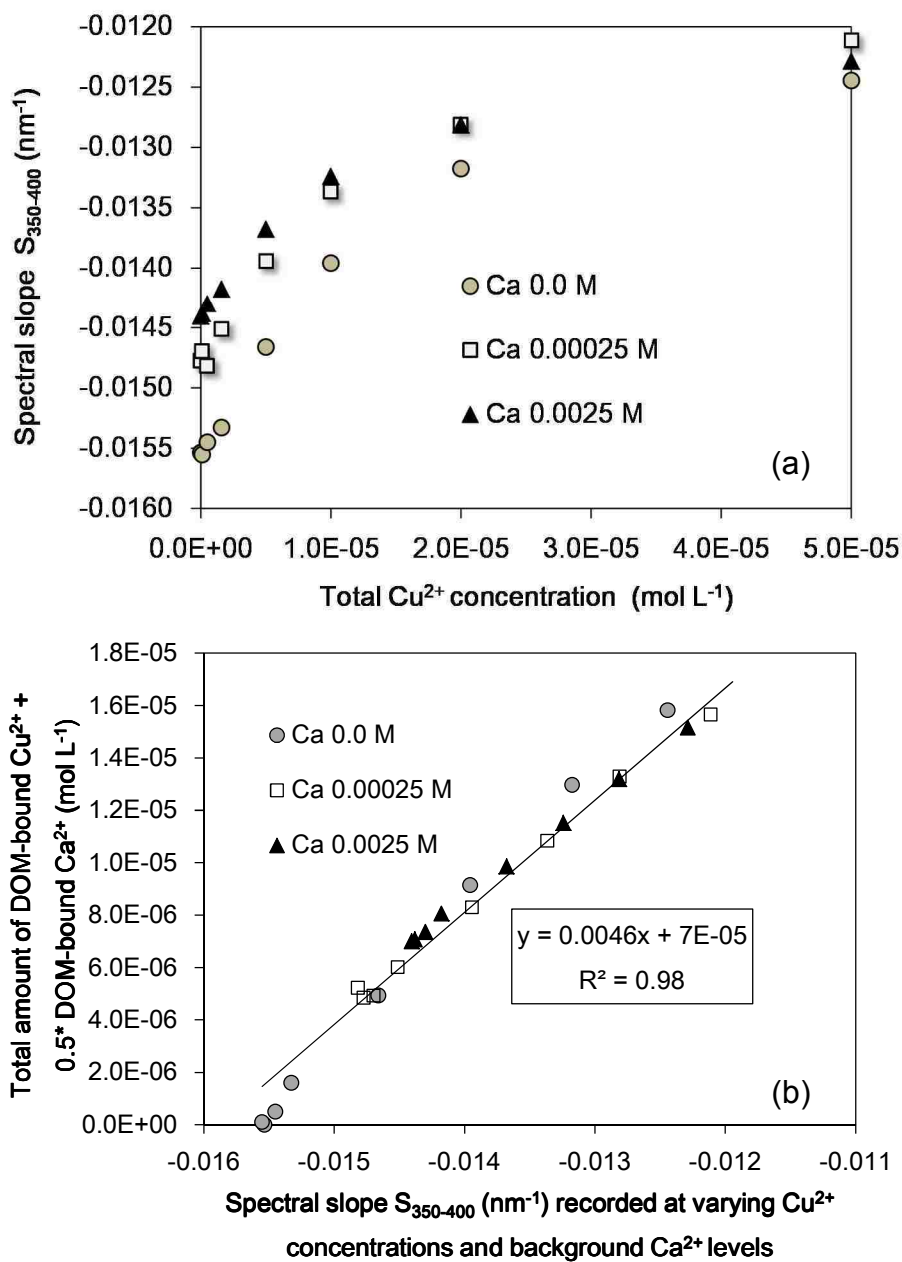 -0.0120
-0.0125
-0.0130
-0.0135
-0.0140
-0.0145
-0.0150
-0.0155
-0.0160
Spectral slope S350-400 (nm-1)
Ca 0.0 M
Ca 0.00025 M
Ca 0.0025 M
(a)
0.0E+00 1.0E-05 2.0E-05 3.0E-05 4.0E-05 5.0E-05
Total Cu2+ concentration (mol L-1)
1.8E-05
1.6E-05
1.4E-05
1.2E-05
1.0E-05
8.0E-06
6.0E-06
4.0E-06
2.0E-06
0.0E+00
Total amount of DOM-bound Cu2+ +
0.5* DOM-bound Ca2+ (mol L-1)
Ca 0.0 M
Ca 0.00025 M
Ca 0.0025 M
y = 0.0046x + 7E-05
R² = 0.98
(b)
-0.016 -0.015 -0.014 -0.013 -0.012 -0.011
Spectral slope S350-400 (nm-1) recorded at varying Cu2+
concentrations and background Ca2+ levels